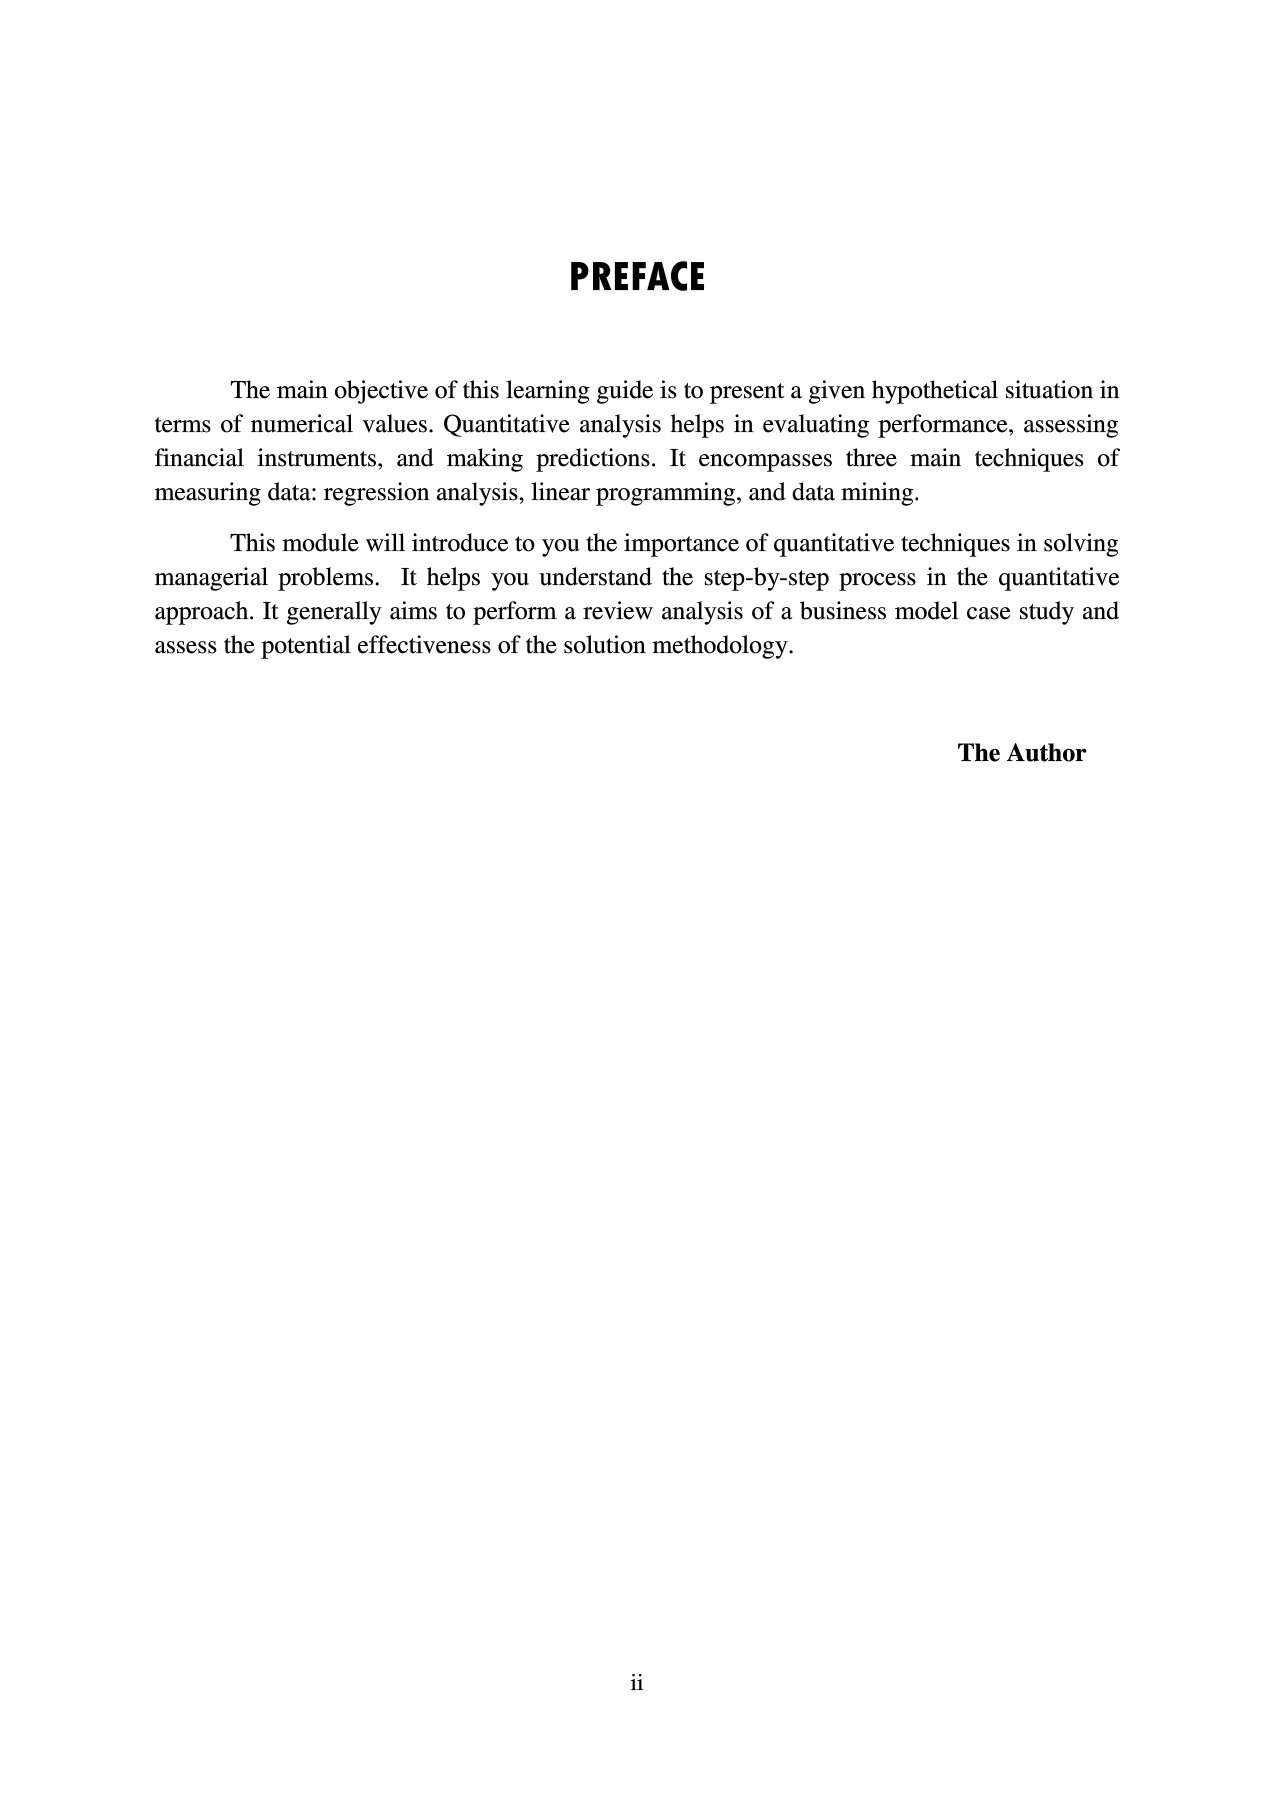 PREFACE
The main objective of this learning guide is to present a given hypothetical situation in
terms of numerical values. Quantitative analysis helps in evaluating performance, assessing
financial instruments, and making predictions. It encompasses three main techniques of
measuring data: regression analysis, linear programming, and data mining.
This module will introduce to you the importance of quantitative techniques in solving
managerial problems.  It helps you understand the step-by-step process in the quantitative
approach. It generally aims to perform a review analysis of a business model case study and
assess the potential effectiveness of the solution methodology.
The Author
ii